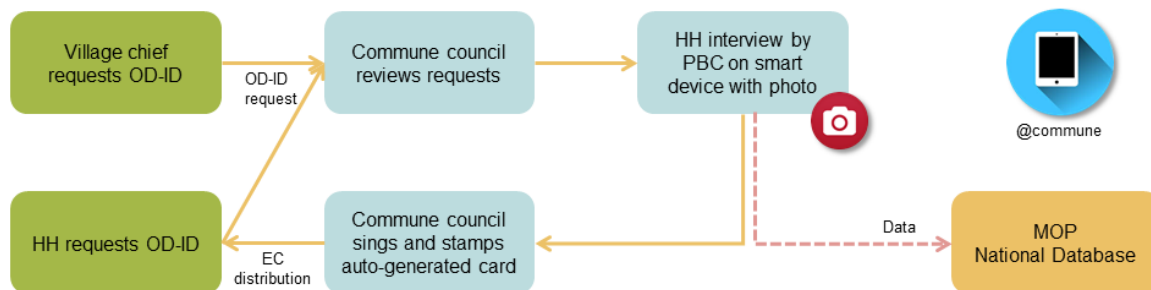 Village chief
requests OD-ID
OD-ID
request
Commune council
reviews requests
HH interview by
PBC on smart
device with photo
@commune
HH requests OD-ID
EC
distribution
Commune council
sings and stamps
auto-generated card
Data
MOP
National Database